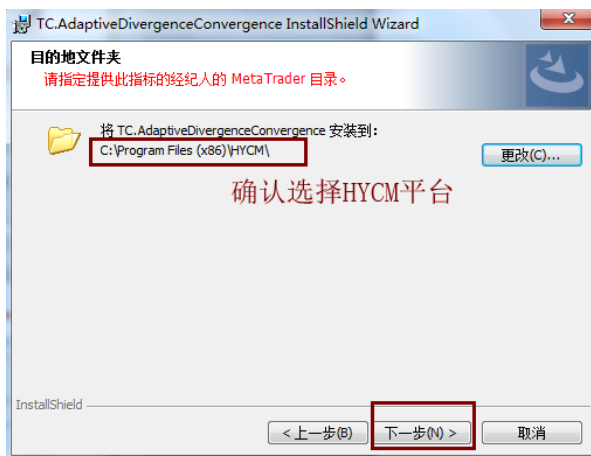 TC.AdaptiveDivergenceConvergence InstallShield Wizard
目的地文件夹
请指定提供此指标的经纪人的 MetaTrader 目录。
将 TC.AdaptiveDivergenceConvergence 安装到:
C:\Program Files (x86)\HYCM\
更改(C)...
确认选择HYCM平台
InstallShield
< 上一步(B)
下一步(N) >
取消